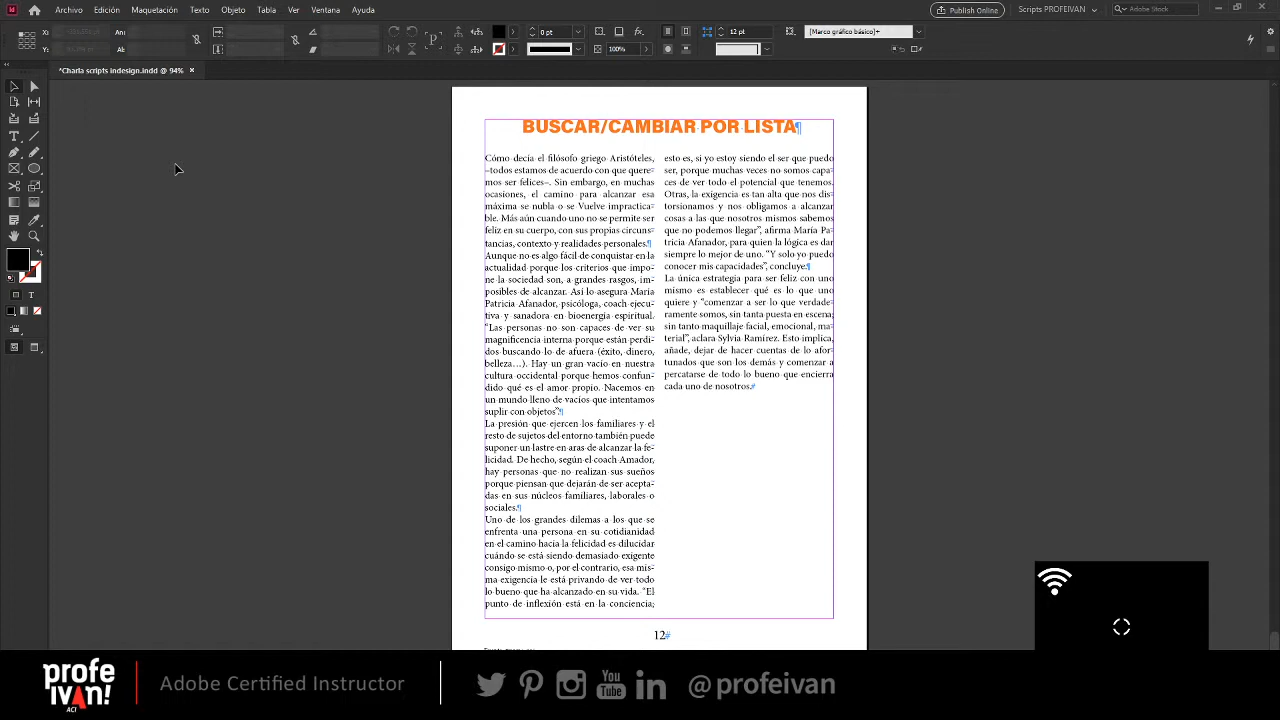 Archivo Edición Maquetación Texto Objeto Tabla Ver Ventana Ayuda
Publish Online Scripts PROFEIVAN Adobe Stock
X: An: 0 pt 12 pt [Marco gráfico básico]+
Y: Al: 100%
*Charla scripts indesign.indd @ 94% ×
BUSCAR/CAMBIAR POR LISTA¶
Cómo decía el filósofo griego Aristóteles,
–todos estamos de acuerdo con que quere-
mos ser felices–. Sin embargo, en muchas
ocasiones, el camino para alcanzar esa
máxima se nubla o se Vuelve impractica-
ble. Más aún cuando uno no se permite ser
feliz en su cuerpo, con sus propias circuns-
tancias, contexto y realidades personales.¶
Aunque no es algo fácil de conquistar en la
actualidad porque los criterios que impo-
ne la sociedad son, a grandes rasgos, im-
posibles de alcanzar. Así lo asegura María
Patricia Afanador, psicóloga, coach ejecu-
tiva y sanadora en bioenergía espiritual.
“Las personas no son capaces de ver su
magnificencia interna porque están perdi-
dos buscando lo de afuera (éxito, dinero,
belleza…). Hay un gran vacío en nuestra
cultura occidental porque hemos confun-
dido qué es el amor propio. Nacemos en
un mundo lleno de vacíos que intentamos
suplir con objetos”.¶
La presión que ejercen los familiares y el
resto de sujetos del entorno también puede
suponer un lastre en aras de alcanzar la fe-
licidad. De hecho, según el coach Amador,
hay personas que no realizan sus sueños
porque piensan que dejarán de ser acepta-
das en sus núcleos familiares, laborales o
sociales.¶
Uno de los grandes dilemas a los que se
enfrenta una persona en su cotidianidad
en el camino hacia la felicidad es dilucidar
cuándo se está siendo demasiado exigente
consigo mismo o, por el contrario, esa mis-
ma exigencia le está privando de ver todo
lo bueno que ha alcanzado en su vida. “El
punto de inflexión está en la conciencia;
esto es, si yo estoy siendo el ser que puedo
ser, porque muchas veces no somos capa-
ces de ver todo el potencial que tenemos.
Otras, la exigencia es tan alta que nos dis-
torsionamos y nos obligamos a alcanzar
cosas a las que nosotros mismos sabemos
que no podemos llegar”, afirma María Pa-
tricia Afanador, para quien la lógica es dar
siempre lo mejor de uno. “Y solo yo puedo
conocer mis capacidades”, concluye.¶
La única estrategia para ser feliz con uno
mismo es establecer qué es lo que uno
quiere y “comenzar a ser lo que verdade-
ramente somos, sin tanta puesta en escena;
sin tanto maquillaje facial, emocional, ma-
terial”, aclara Sylvia Ramírez. Esto implica,
añade, dejar de hacer cuentas de lo afor-
tunados que son los demás y comenzar a
percatarse de todo lo bueno que encierra
cada uno de nosotros.#
12#
profe
iVAN!
ACI
Adobe Certified Instructor
You
Tube
@profeivan